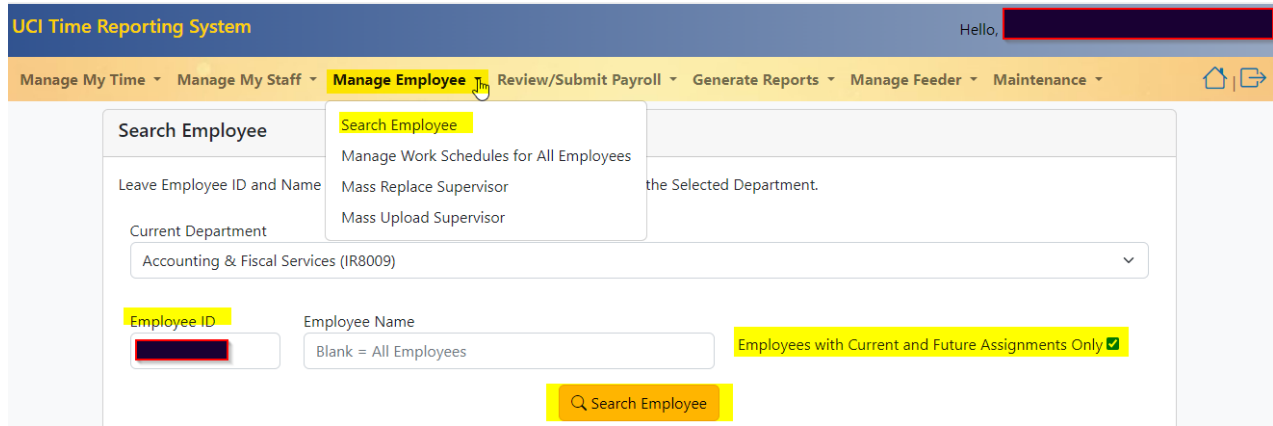 UCI Time Reporting System
Hello,
Manage My Time
Manage My Staff
Manage Employee
Review/Submit Payroll
Generate Reports
Manage Feeder
Maintenance
Search Employee
Search Employee
Manage Work Schedules for All Employees
Mass Replace Supervisor
Mass Upload Supervisor
Leave Employee ID and Name
the Selected Department.
Current Department
Accounting & Fiscal Services (IR8009)
Employee ID
Employee Name
Blank = All Employees
Employees with Current and Future Assignments Only
Search Employee